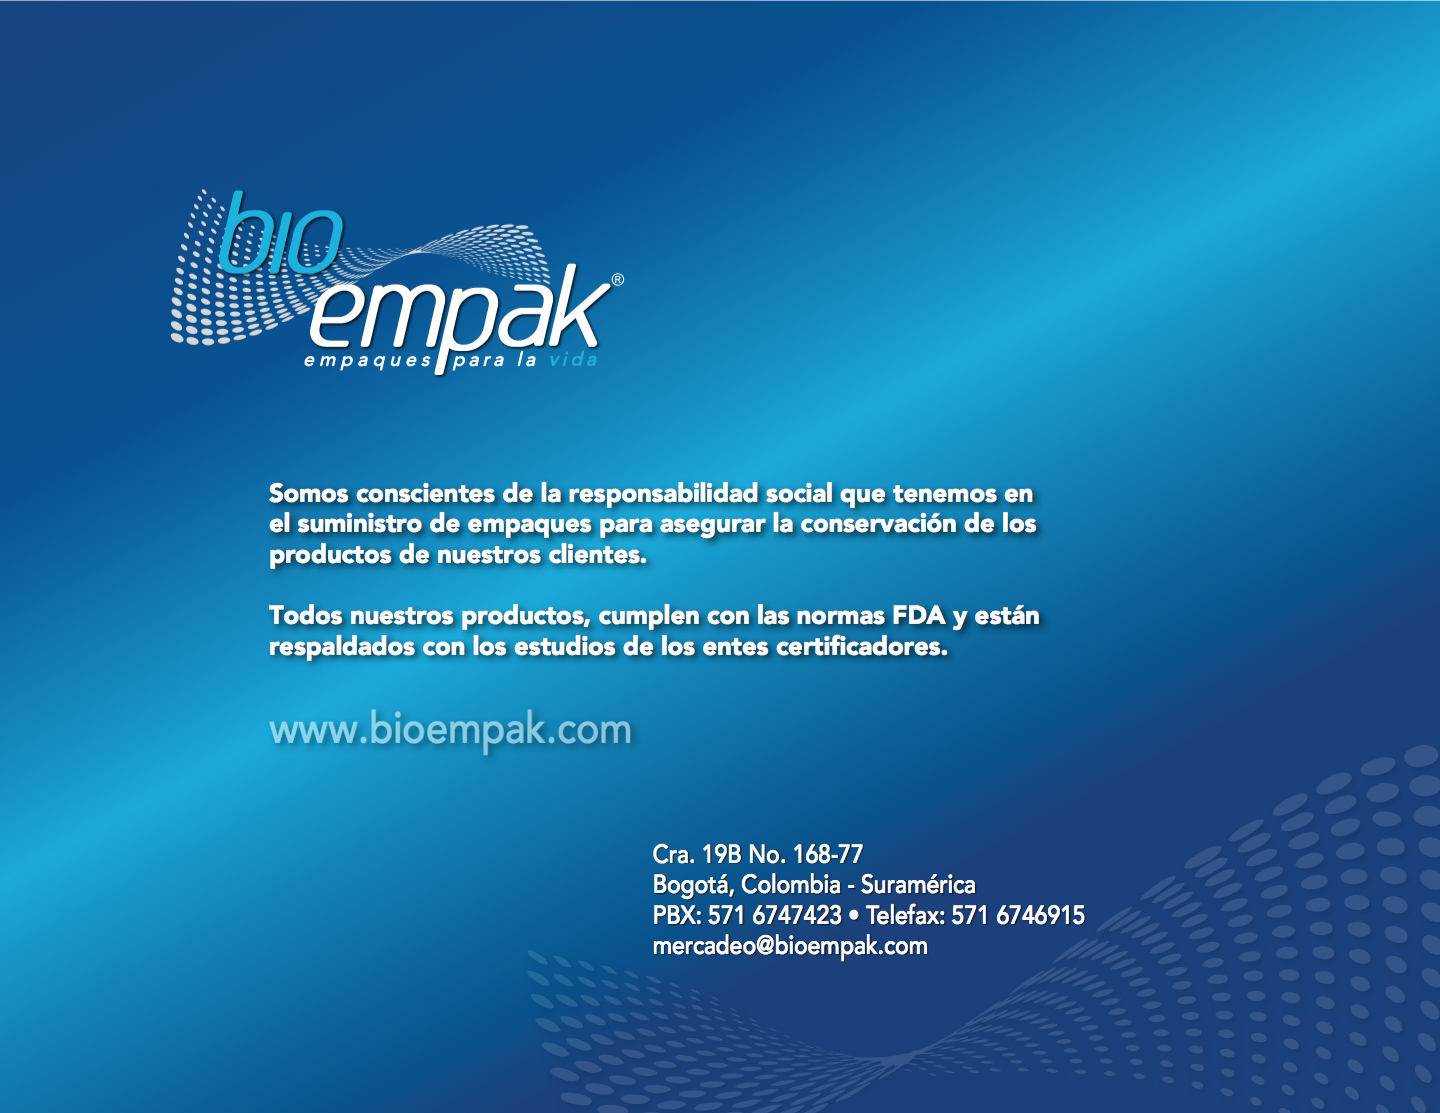 bio
empak®
empaques para la vida
Somos conscientes de la responsabilidad social que tenemos en
el suministro de empaques para asegurar la conservación de los
productos de nuestros clientes.
Todos nuestros productos, cumplen con las normas FDA y están
respaldados con los estudios de los entes certificadores.
www.bioempak.com
Cra. 19B No. 168-77
Bogotá, Colombia - Suramérica
PBX: 571 6747423 • Telefax: 571 6746915
mercadeo@bioempak.com